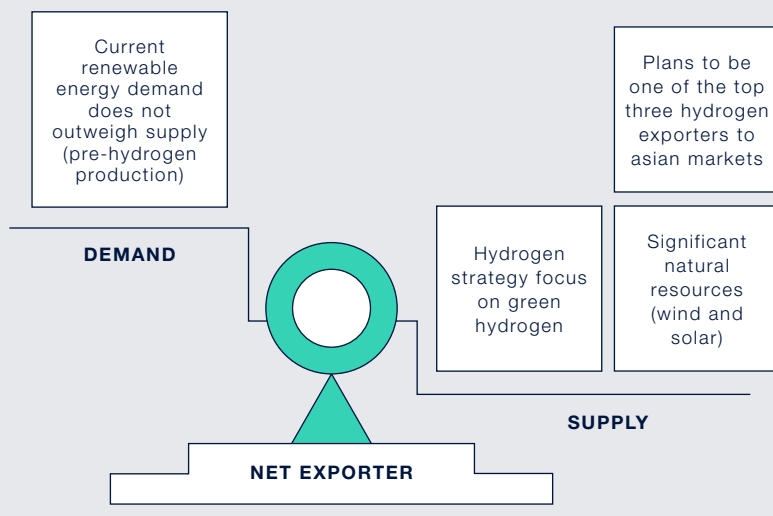 Current
renewable
energy demand
does not
outweigh supply
(pre-hydrogen
production)
DEMAND
Plans to be
one of the top
three hydrogen
exporters to
asian markets
Hydrogen
strategy focus
on green
hydrogen
Significant
natural
resources
(wind and
solar)
SUPPLY
NET EXPORTER